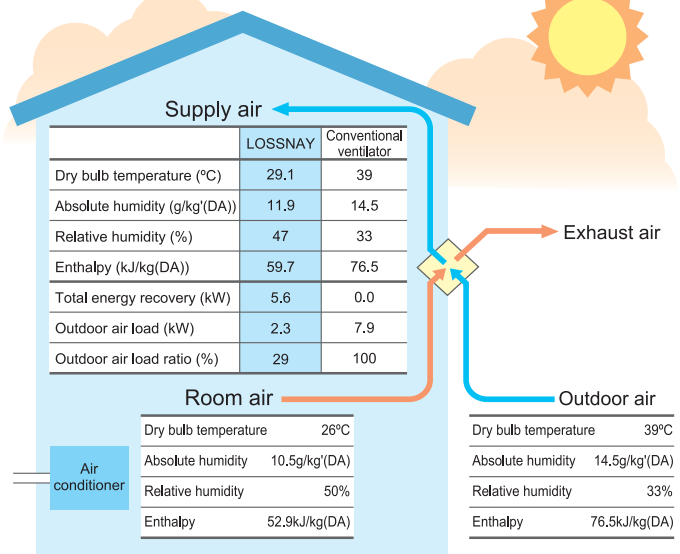 Supply air
LOSSNAY Conventional ventilator
Dry bulb temperature (ºC) 29.1 39
Absolute humidity (g/kg'(DA)) 11.9 14.5
Relative humidity (%) 47 33
Enthalpy (kJ/kg(DA)) 59.7 76.5
Total energy recovery (kW) 5.6 0.0
Outdoor air load (kW) 2.3 7.9
Outdoor air load ratio (%) 29 100
Exhaust air
Room air
Dry bulb temperature 26ºC
Absolute humidity 10.5g/kg'(DA)
Relative humidity 50%
Enthalpy 52.9kJ/kg(DA)
Air
conditioner
Outdoor air
Dry bulb temperature 39ºC
Absolute humidity 14.5g/kg'(DA)
Relative humidity 33%
Enthalpy 76.5kJ/kg(DA)